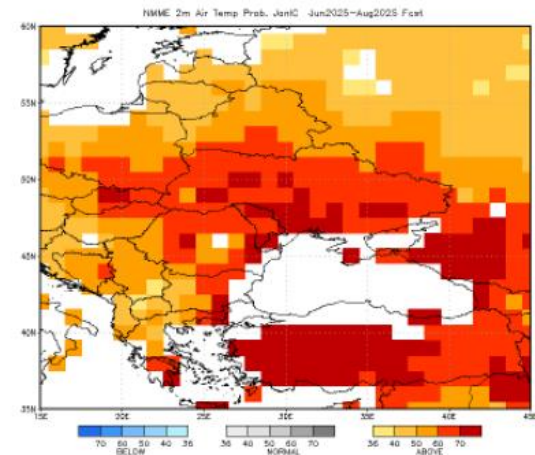 NMME 2m Air Temp Prob. JanIC Jun2025-Aug2025 Fcst
60N
55N
50N
45N
40N
35N
15E 20E 25E 30E 35E 40E 45E
70 60 50 40 36 36 40 50 60 70 36 40 50 60 70
BELOW NORMAL ABOVE